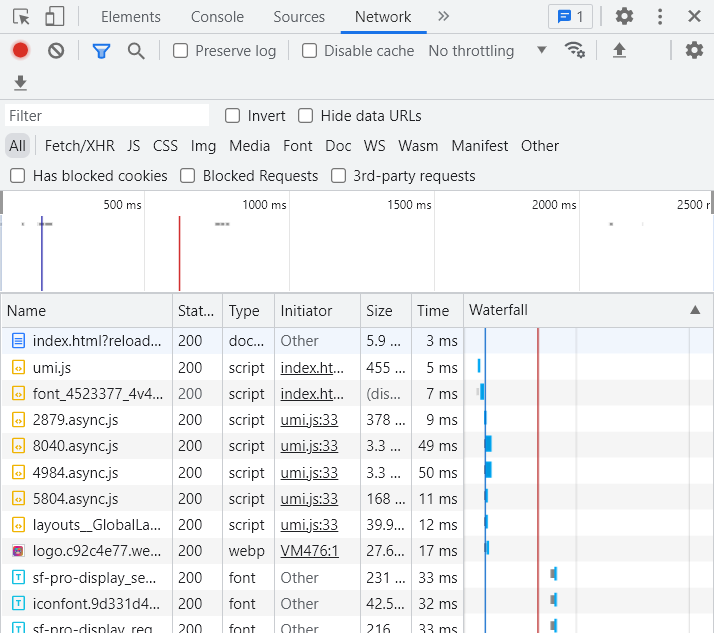 Elements Console Sources Network 1
Preserve log Disable cache No throttling
Filter Invert Hide data URLs
All Fetch/XHR JS CSS Img Media Font Doc WS Wasm Manifest Other
Has blocked cookies Blocked Requests 3rd-party requests
500 ms 1000 ms 1500 ms 2000 ms 2500 r
Name Stat... Type Initiator Size Time Waterfall
index.html?reload... 200 doc... Other 5.9 ... 3 ms
umi.js 200 script index.ht... 455 ... 5 ms
font_4523377_4v4... 200 script index.ht... (dis... 7 ms
2879.async.js 200 script umi.js:33 378 ... 9 ms
8040.async.js 200 script umi.js:33 3.3 ... 49 ms
4984.async.js 200 script umi.js:33 3.3 ... 50 ms
5804.async.js 200 script umi.js:33 168 ... 11 ms
layouts__GlobalLa... 200 script umi.js:33 39.9... 12 ms
logo.c92c4e77.we... 200 webp VM476:1 27.6... 17 ms
sf-pro-display_se... 200 font Other 231 ... 33 ms
iconfont.9d331d4... 200 font Other 42.5... 32 ms
sf-pro-display_reg... 200 font Other 216 ... 33 ms